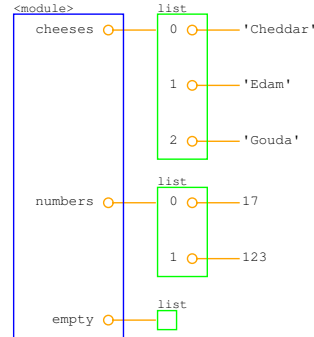 <module>
list
cheeses 0 'Cheddar'
1 'Edam'
2 'Gouda'
list
numbers 0 17
1 123
list
empty